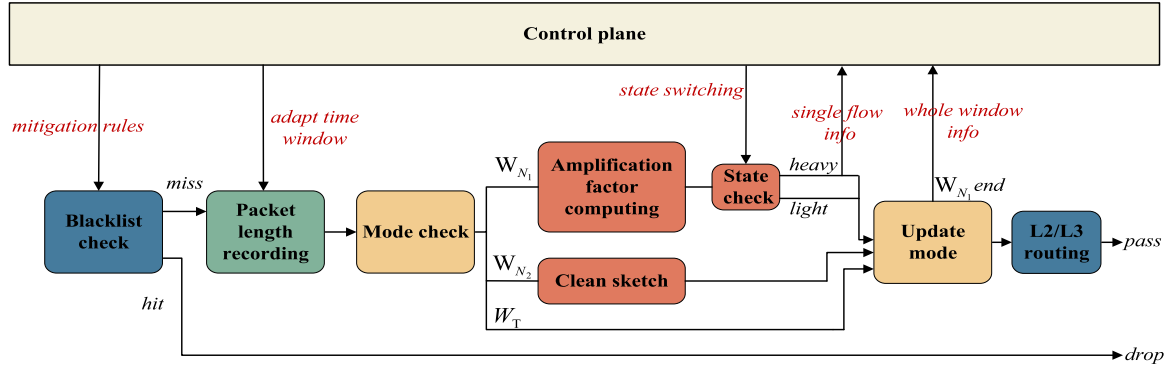 Control plane
mitigation rules
adapt time
window
state switching
single flow
info
whole window
info
miss
hit
Blacklist
check
Packet
length
recording
Mode check
W_{N_1}
W_{N_2}
W_T
Amplification
factor
computing
Clean sketch
State
check
heavy
light
W_{N_1} end
Update
mode
L2/L3
routing
pass
drop